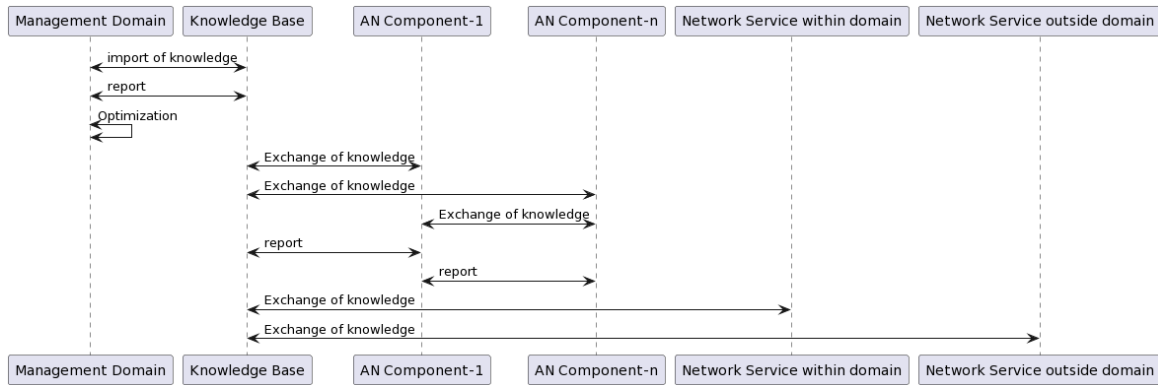 Management Domain
Knowledge Base
AN Component-1
AN Component-n
Network Service within domain
Network Service outside domain
import of knowledge
report
Optimization
Exchange of knowledge
Exchange of knowledge
Exchange of knowledge
report
report
Exchange of knowledge
Exchange of knowledge
Management Domain
Knowledge Base
AN Component-1
AN Component-n
Network Service within domain
Network Service outside domain